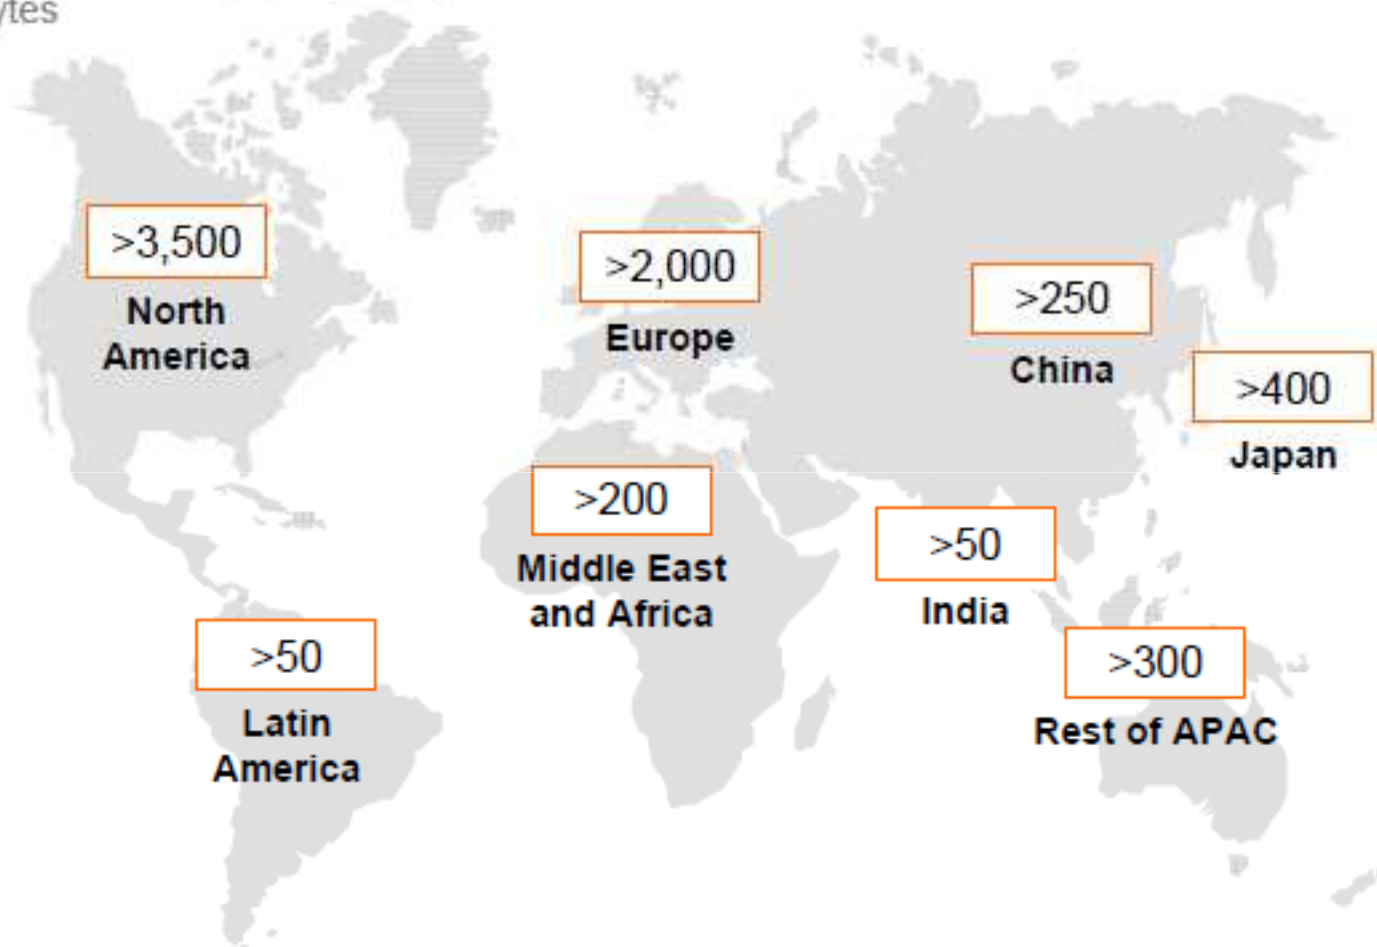 >3,500
North
America
>2,000
Europe
>250
China
>400
Japan
>200
Middle East
and Africa
>50
India
>50
Latin
America
>300
Rest of APAC